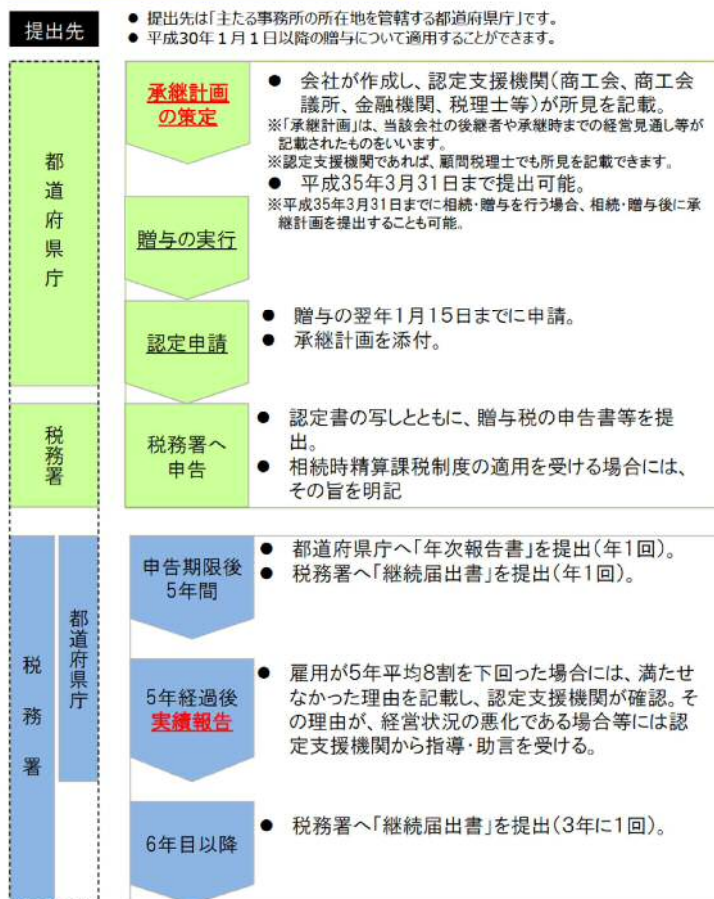 提出先
● 提出先は「主たる事務所の所在地を管轄する都道府県庁」です。
● 平成30年1月1日以降の贈与について適用することができます。
都道府県庁
承継計画
の策定
● 会社が作成し、認定支援機関(商工会、商工会
議所、金融機関、税理士等)が所見を記載。
※「承継計画」は、当該会社の後継者や承継時までの経営見通し等が
記載されたものをいいます。
※認定支援機関であれば、顧問税理士でも所見を記載できます。
● 平成35年3月31日まで提出可能。
※平成35年3月31日までに相続・贈与を行う場合、相続・贈与後に承
継計画を提出することも可能。
贈与の実行
認定申請
● 贈与の翌年1月15日までに申請。
● 承継計画を添付。
税務署
税務署へ
申告
● 認定書の写しとともに、贈与税の申告書等を提
出。
● 相続時精算課税制度の適用を受ける場合には、
その旨を明記
税務署
都道府県庁
申告期限後
5年間
● 都道府県庁へ「年次報告書」を提出(年1回)。
● 税務署へ「継続届出書」を提出(年1回)。
5年経過後
実績報告
● 雇用が5年平均8割を下回った場合には、満たせ
なかった理由を記載し、認定支援機関が確認。そ
の理由が、経営状況の悪化である場合等には認
定支援機関から指導・助言を受ける。
6年目以降
● 税務署へ「継続届出書」を提出(3年に1回)。